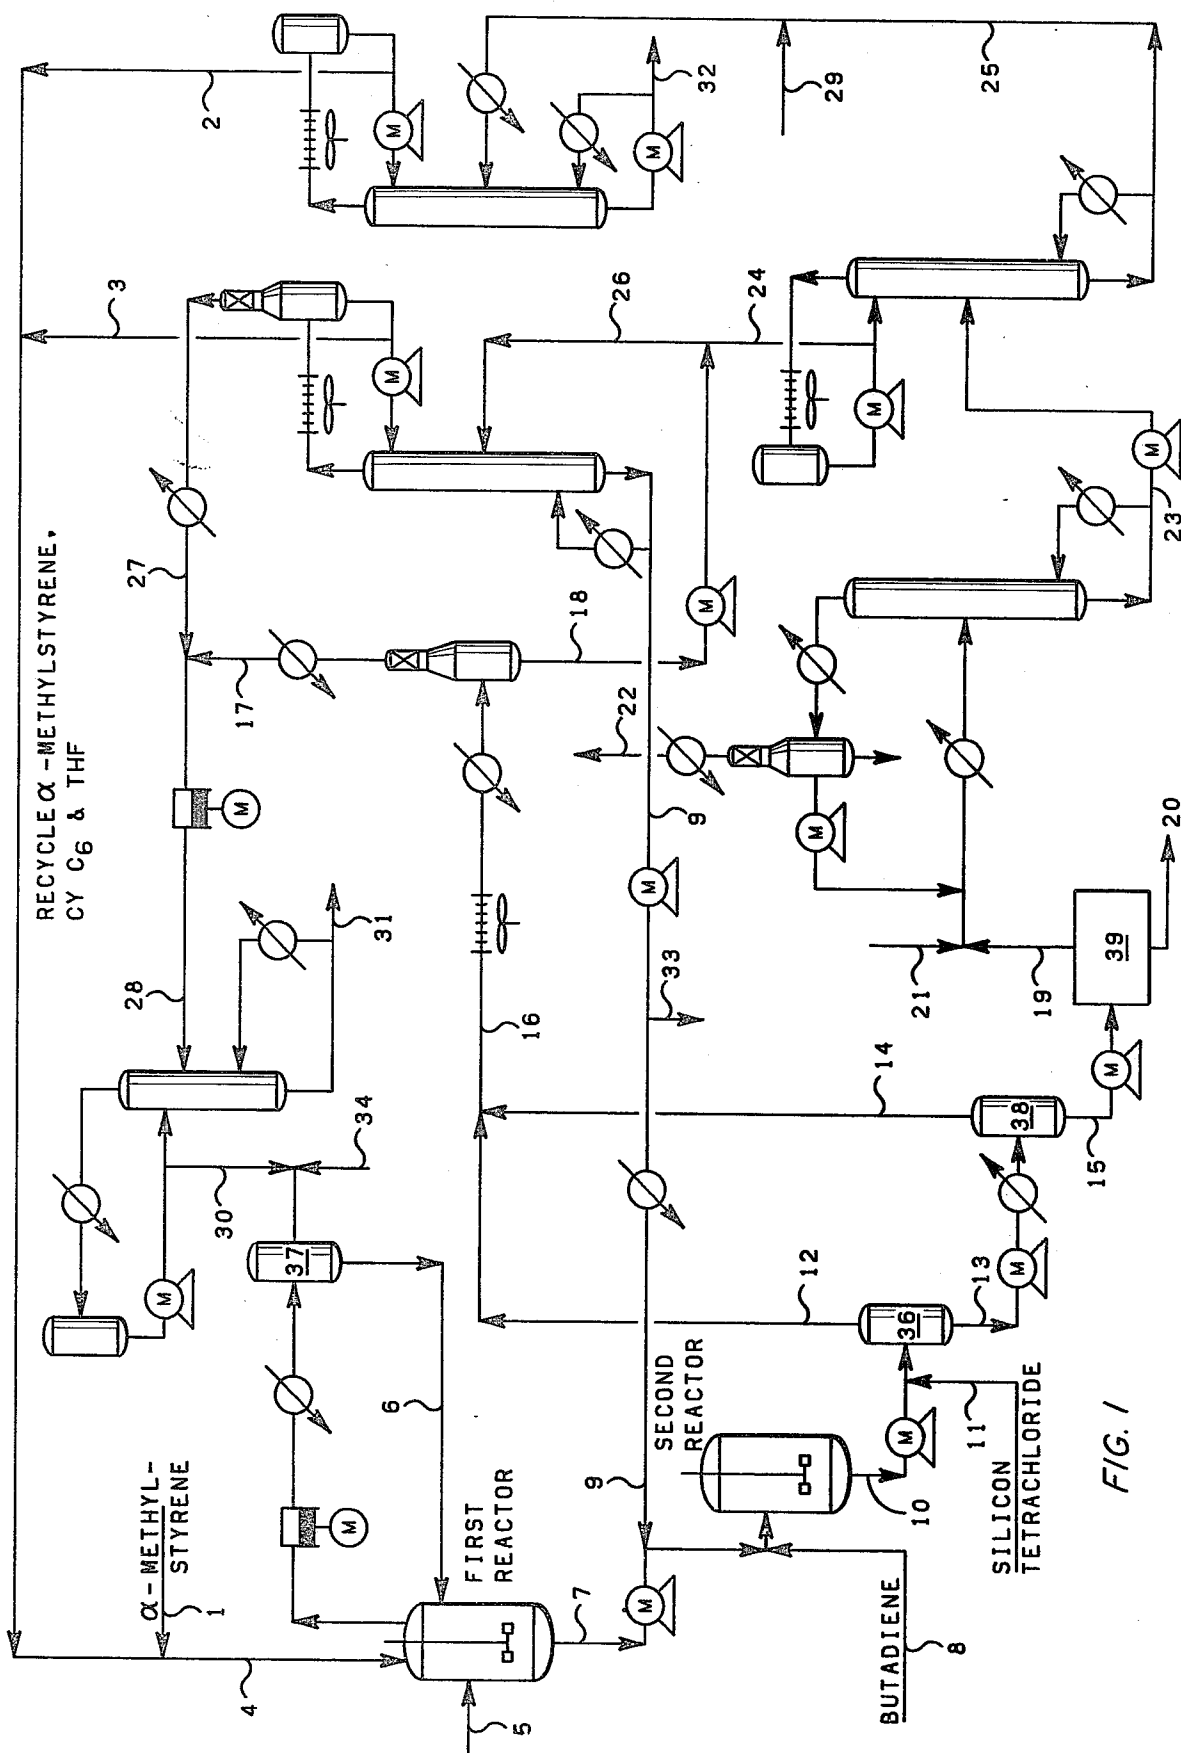 2
M
32
29
25
M
3
M
26
24
M
M
23
RECYCLE α-METHYLSTYRENE,
CY C6 & THF
27
17
18
M
22
M
M
9
M
28
31
16
33
21
19
39
20
14
M
38
15
34
30
37
M
12
M
13
36
6
SECOND
REACTOR
9
M
10
11
SILICON
TETRACHLORIDE
FIG. 1
α-METHYL-
STYRENE
1
M
4
FIRST
REACTOR
5
7
M
BUTADIENE
8